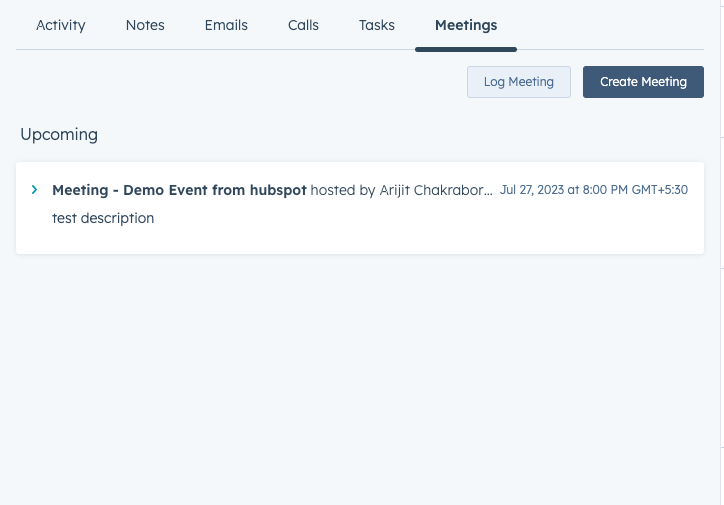 Activity Notes Emails Calls Tasks Meetings
Log Meeting Create Meeting
Upcoming
Meeting - Demo Event from hubspot hosted by Arijit Chakrabor... Jul 27, 2023 at 8:00 PM GMT+5:30
test description